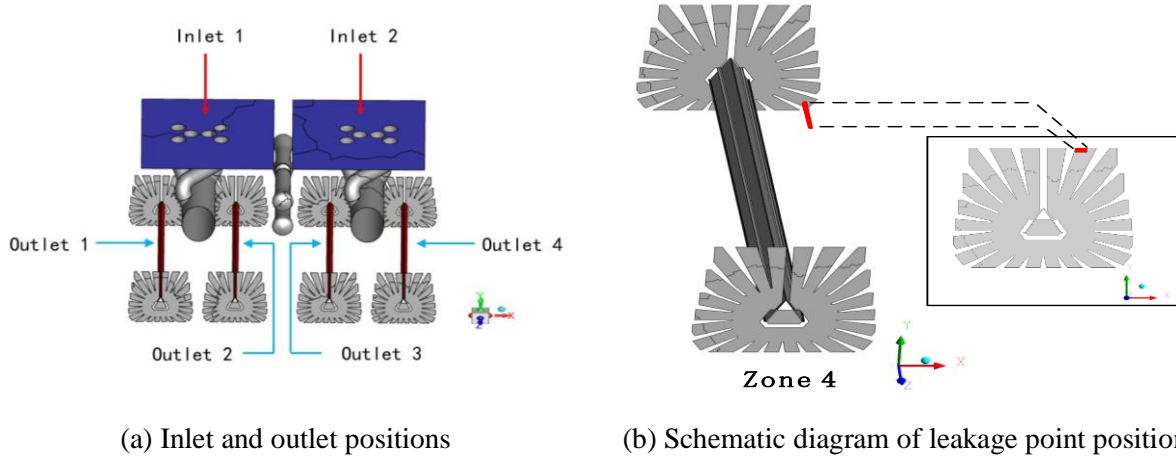 Inlet 1
Inlet 2
Outlet 1
Outlet 4
Outlet 2
Outlet 3
Y
X
Z
Zone 4
Y
X
Z
Y
X
(a) Inlet and outlet positions
(b) Schematic diagram of leakage point position